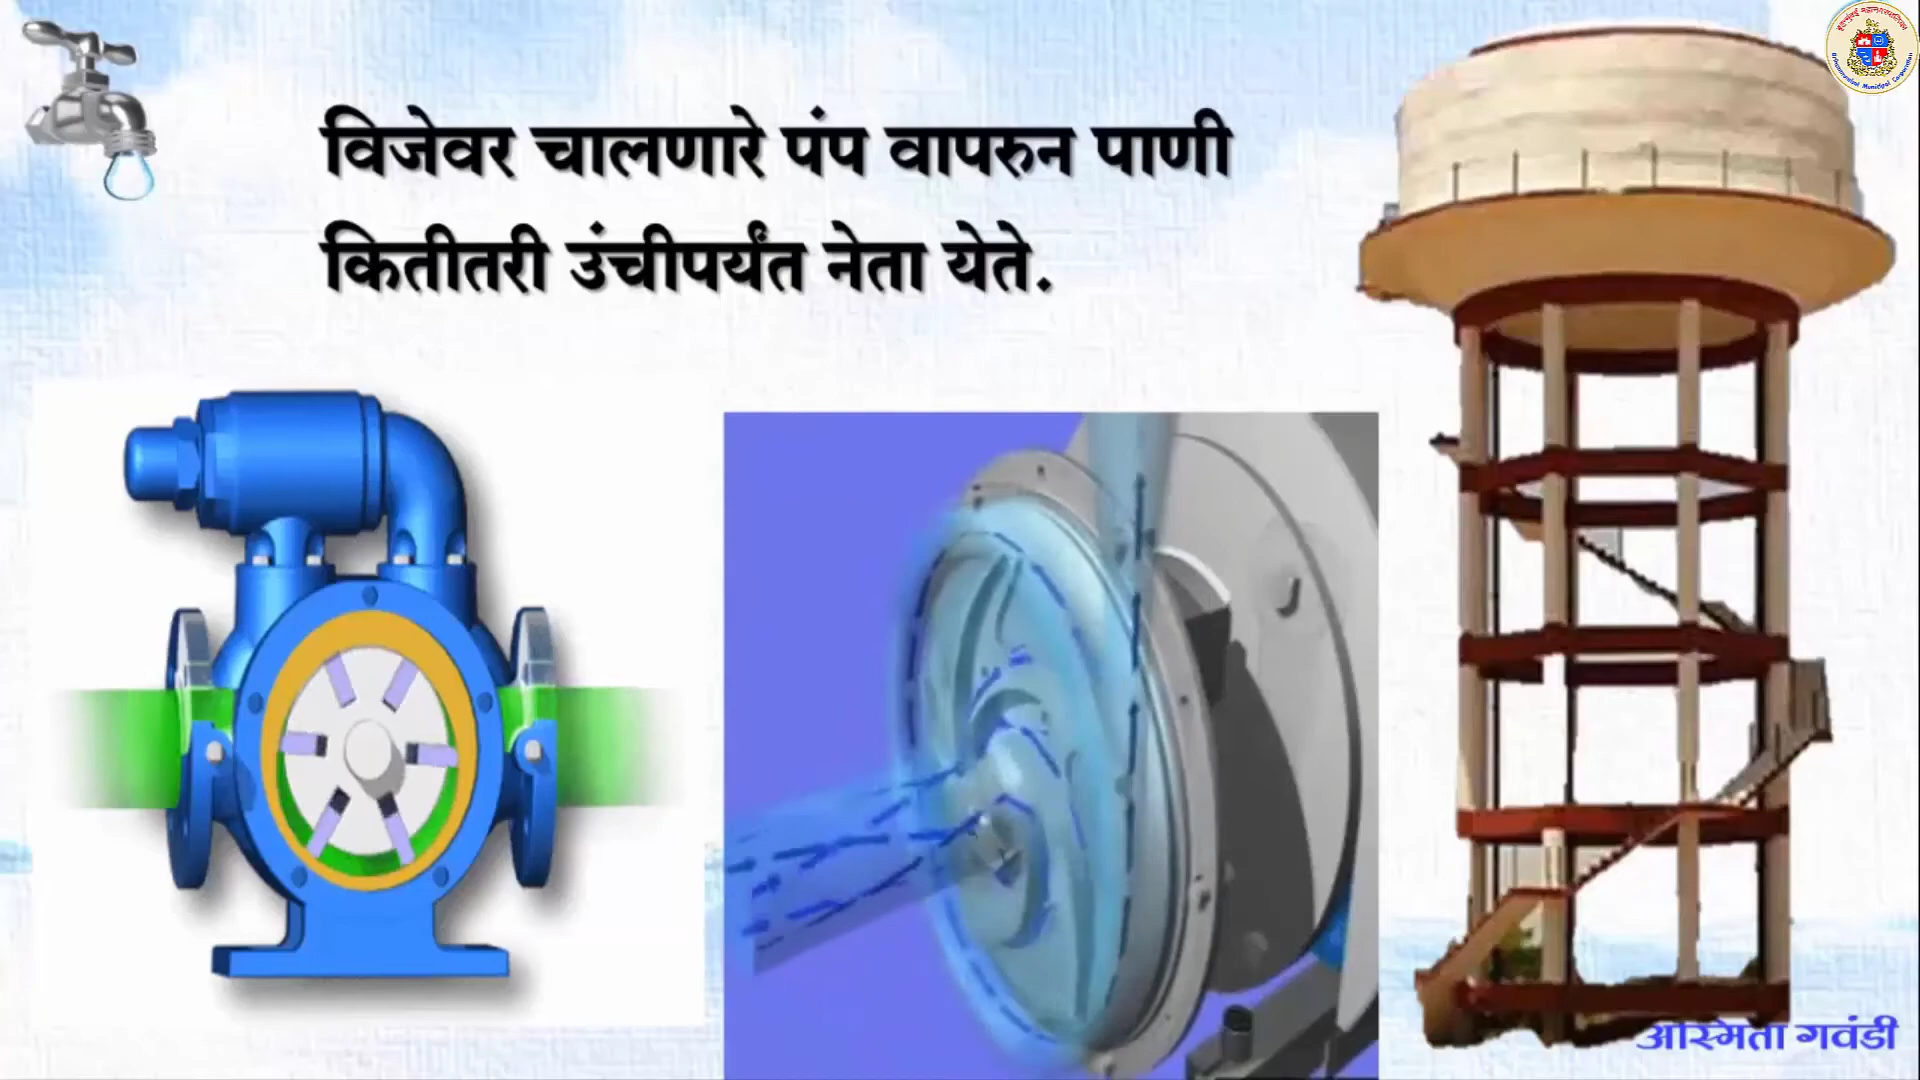 विजेवर चालणारे पंप वापरुन पाणी
कितीतरी उंचीपर्यंत नेता येते.
अस्मिता गवंडी